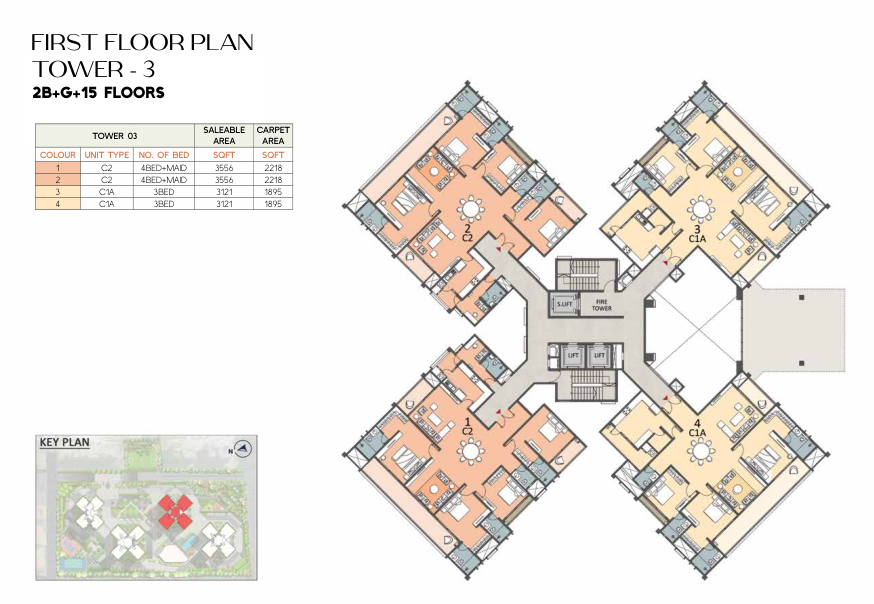 FIRST FLOOR PLAN
TOWER - 3
2B+G+15 FLOORS
TOWER 03 SALEABLE AREA CARPET AREA
COLOUR UNIT TYPE NO. OF BED SQFT SQFT
1 C2 4BED+MAID 3556 2218
2 C2 4BED+MAID 3556 2218
3 C1A 3BED 3121 1895
4 C1A 3BED 3121 1895
2
C2
3
C1A
S.LIFT
FIRE
TOWER
LIFT LIFT
1
C2
4
C1A
KEY PLAN
N